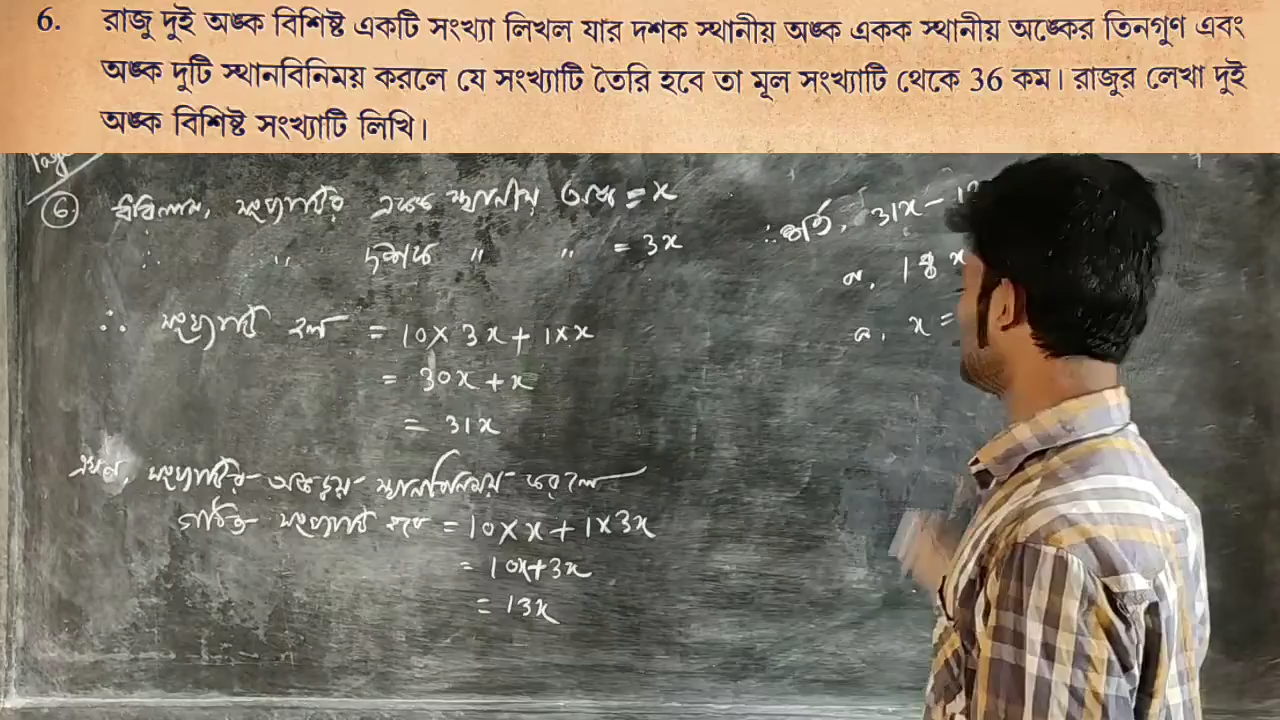 6. রাজু দুই অঙ্ক বিশিষ্ট একটি সংখ্যা লিখল যার দশক স্থানীয় অঙ্ক একক স্থানীয় অঙ্কের তিনগুণ এবং
অঙ্ক দুটি স্থানবিনিময় করলে যে সংখ্যাটি তৈরি হবে তা মূল সংখ্যাটি থেকে 36 কম। রাজুর লেখা দুই
অঙ্ক বিশিষ্ট সংখ্যাটি লিখি।
6. ধরিলাম, সংখ্যাটির একক স্থানীয় অঙ্ক = x
∴ " দশক " " = 3x
∴ সংখ্যাটি হল = 10 × 3x + 1 × x
= 30x + x
= 31x
এখন, সংখ্যাটির অঙ্কদ্বয় স্থানবিনিময় করলে
গঠিত সংখ্যাটি হবে = 10 × x + 1 × 3x
= 10x + 3x
= 13x
∴ শর্তে, 31x -
বা, x
বা, x =